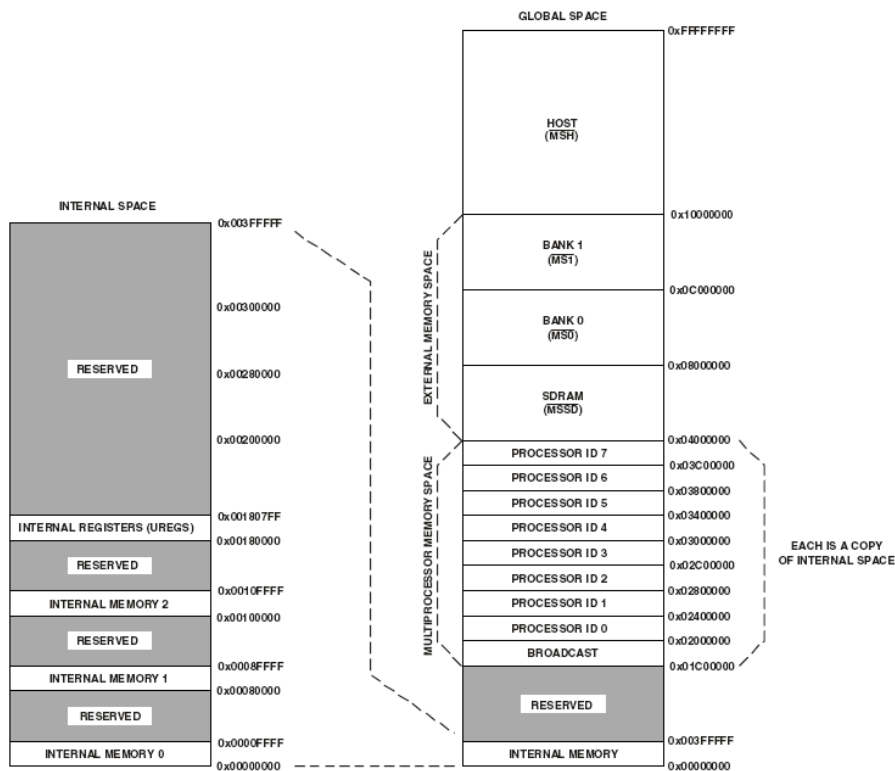 GLOBAL SPACE
0xFFFFFFFF
HOST
(MSH)
0x10000000
BANK 1
(MS1)
0x0C000000
BANK 0
(MS0)
0x08000000
SDRAM
(MSSD)
0x04000000
PROCESSOR ID 7
0x03C00000
PROCESSOR ID 6
0x03800000
PROCESSOR ID 5
0x03400000
PROCESSOR ID 4
0x03000000
PROCESSOR ID 3
0x02C00000
PROCESSOR ID 2
0x02800000
PROCESSOR ID 1
0x02400000
PROCESSOR ID 0
0x02000000
BROADCAST
0x01C00000
RESERVED
0x003FFFFF
INTERNAL MEMORY
0x00000000
EXTERNAL MEMORY SPACE
MULTIPROCESSOR MEMORY SPACE
EACH IS A COPY
OF INTERNAL SPACE
INTERNAL SPACE
0x003FFFFF
0x00300000
RESERVED
0x00280000
0x00200000
0x001807FF
INTERNAL REGISTERS (UREGS)
0x00180000
RESERVED
0x0010FFFF
INTERNAL MEMORY 2
0x00100000
RESERVED
0x0008FFFF
INTERNAL MEMORY 1
0x00080000
RESERVED
0x0000FFFF
INTERNAL MEMORY 0
0x00000000